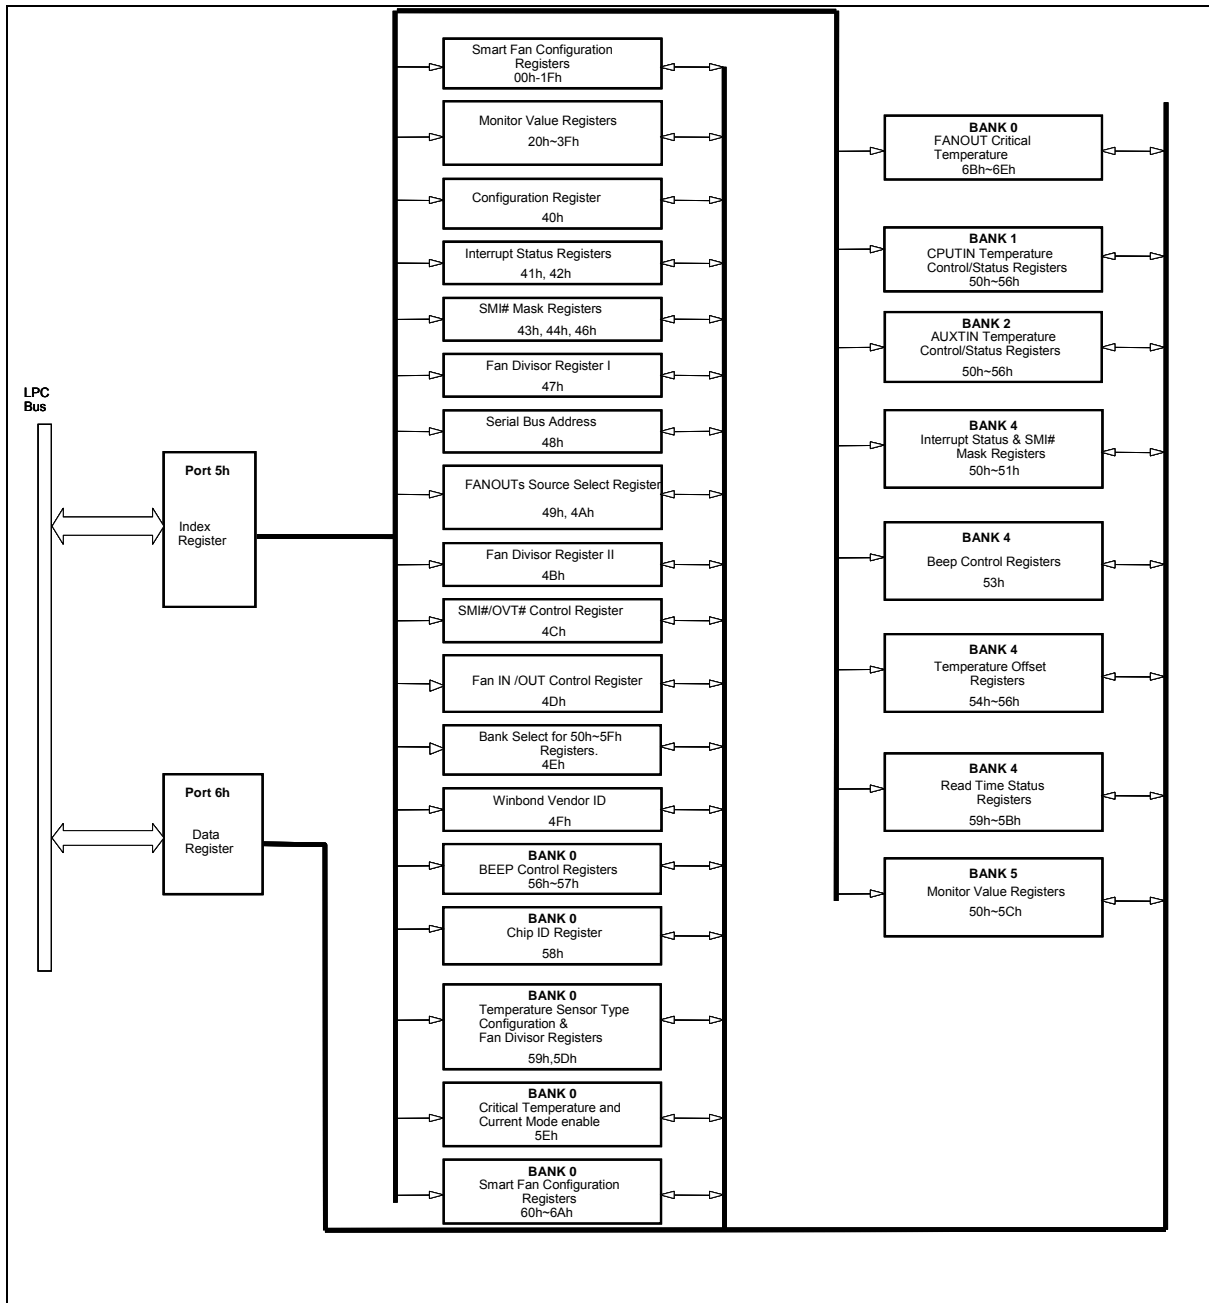 LPC
Bus
Port 5h
Index
Register
Port 6h
Data
Register
Smart Fan Configuration
Registers
00h-1Fh
Monitor Value Registers
20h~3Fh
Configuration Register
40h
Interrupt Status Registers
41h, 42h
SMI# Mask Registers
43h, 44h, 46h
Fan Divisor Register I
47h
Serial Bus Address
48h
FANOUTs Source Select Register
49h, 4Ah
Fan Divisor Register II
4Bh
SMI#/OVT# Control Register
4Ch
Fan IN /OUT Control Register
4Dh
Bank Select for 50h~5Fh
Registers.
4Eh
Winbond Vendor ID
4Fh
BANK 0
BEEP Control Registers
56h~57h
BANK 0
Chip ID Register
58h
BANK 0
Temperature Sensor Type
Configuration &
Fan Divisor Registers
59h,5Dh
BANK 0
Critical Temperature and
Current Mode enable
5Eh
BANK 0
Smart Fan Configuration
Registers
60h~6Ah
BANK 0
FANOUT Critical
Temperature
6Bh~6Eh
BANK 1
CPUTIN Temperature
Control/Status Registers
50h~56h
BANK 2
AUXTIN Temperature
Control/Status Registers
50h~56h
BANK 4
Interrupt Status & SMI#
Mask Registers
50h~51h
BANK 4
Beep Control Registers
53h
BANK 4
Temperature Offset
Registers
54h~56h
BANK 4
Read Time Status
Registers
59h~5Bh
BANK 5
Monitor Value Registers
50h~5Ch